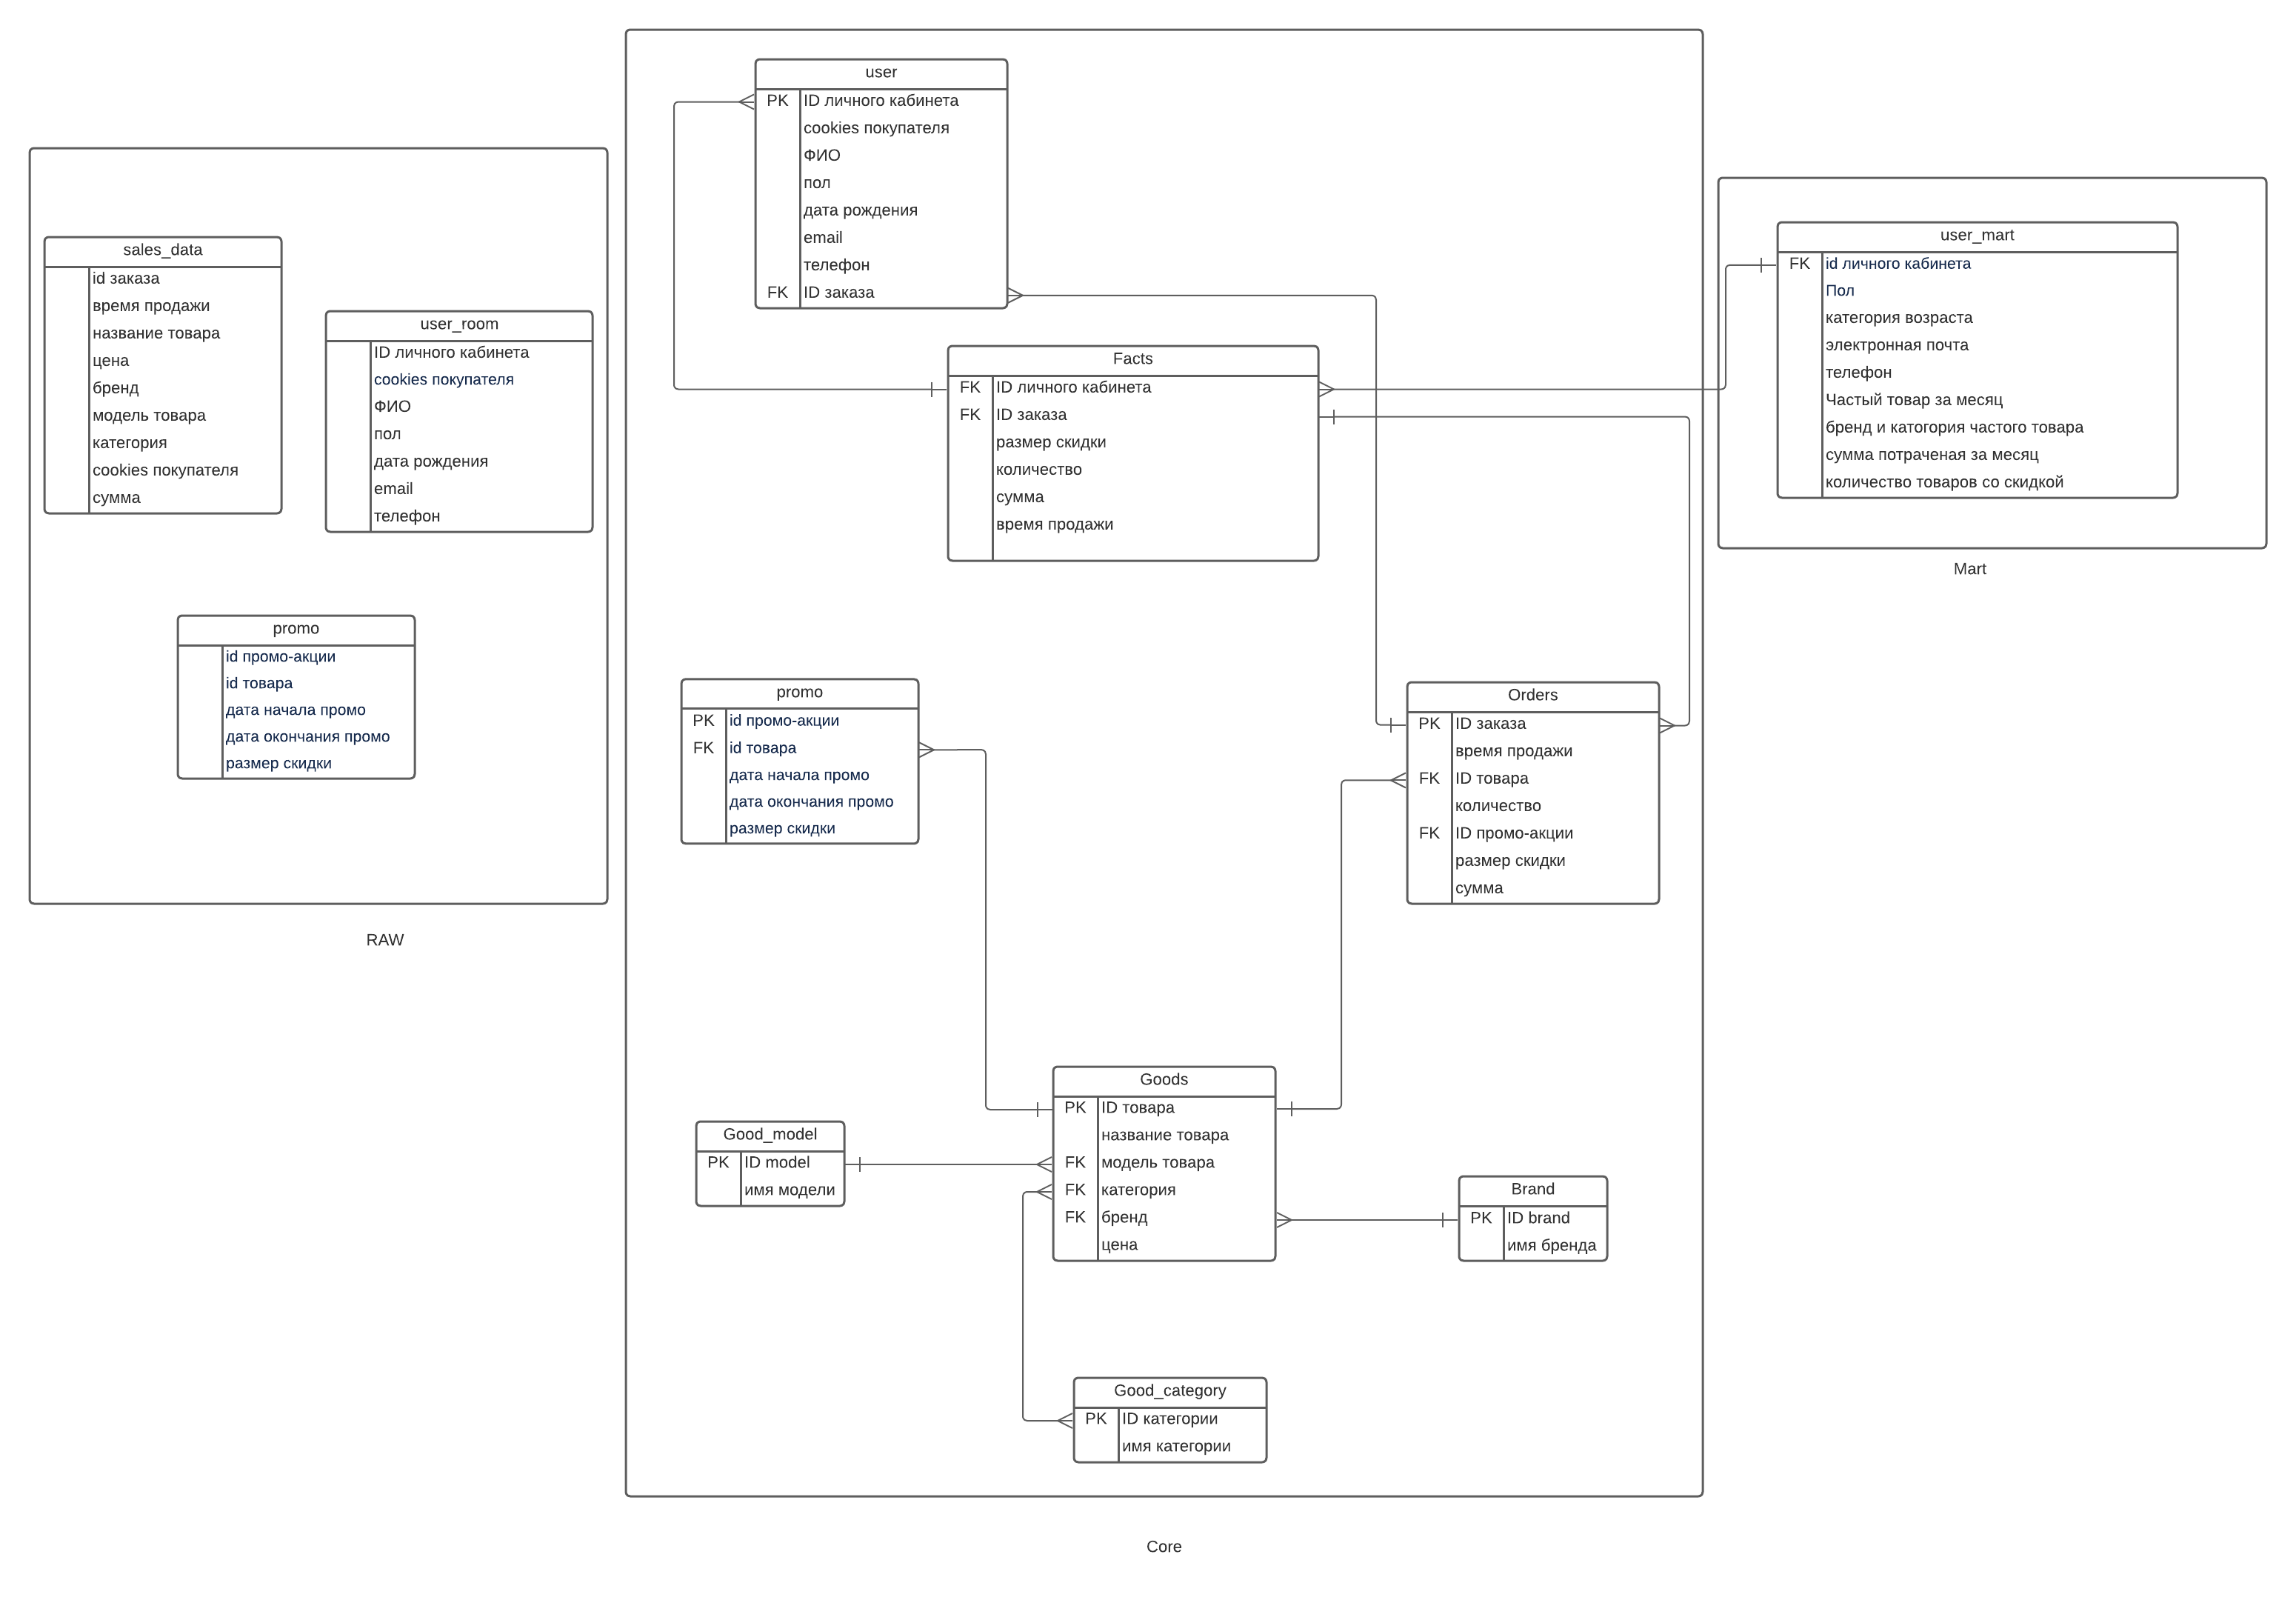 sales_data
id заказа
время продажи
название товара
цена
бренд
модель товара
категория
cookies покупателя
сумма
user_room
ID личного кабинета
cookies покупателя
ФИО
пол
дата рождения
email
телефон
promo
id промо-акции
id товара
дата начала промо
дата окончания промо
размер скидки
RAW
user
PK ID личного кабинета
cookies покупателя
ФИО
пол
дата рождения
email
телефон
FK ID заказа
Facts
FK ID личного кабинета
FK ID заказа
размер скидки
количество
сумма
время продажи
promo
PK id промо-акции
FK id товара
дата начала промо
дата окончания промо
размер скидки
Orders
PK ID заказа
время продажи
FK ID товара
количество
FK ID промо-акции
размер скидки
сумма
Goods
PK ID товара
название товара
FK модель товара
FK категория
FK бренд
цена
Good_model
PK ID model
имя модели
Brand
PK ID brand
имя бренда
Good_category
PK ID категории
имя категории
Core
user_mart
FK id личного кабинета
Пол
категория возраста
электронная почта
телефон
Частый товар за месяц
бренд и катогория частого товара
сумма потраченая за месяц
количество товаров со скидкой
Mart